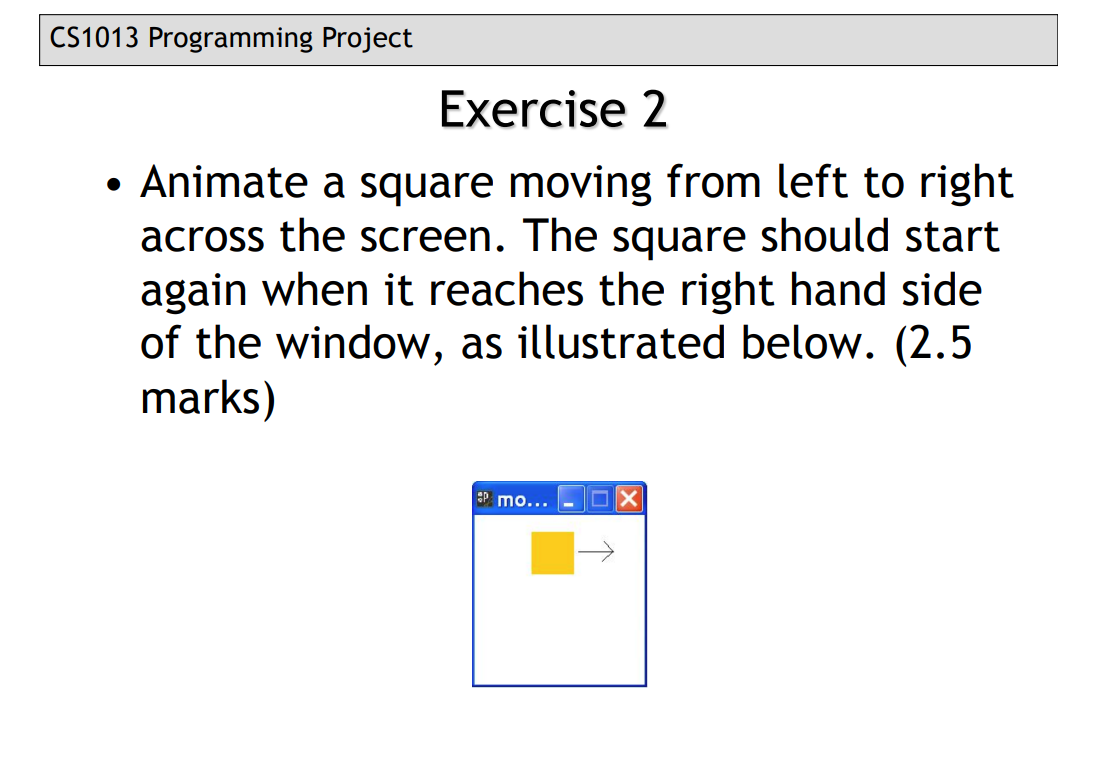 CS1013 Programming Project
Exercise 2
• Animate a square moving from left to right
across the screen. The square should start
again when it reaches the right hand side
of the window, as illustrated below. (2.5
marks)
mo...